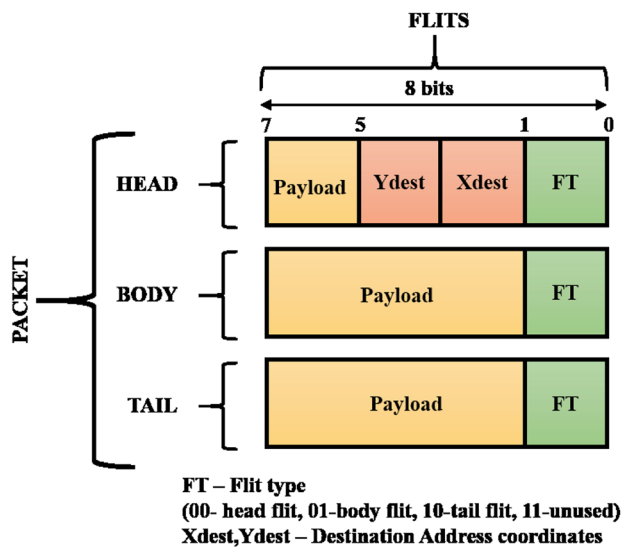 FLITS
8 bits
7 5 1 0
HEAD Payload Ydest Xdest FT
PACKET
BODY Payload FT
TAIL Payload FT
FT – Flit type
(00- head flit, 01-body flit, 10-tail flit, 11-unused)
Xdest,Ydest – Destination Address coordinates